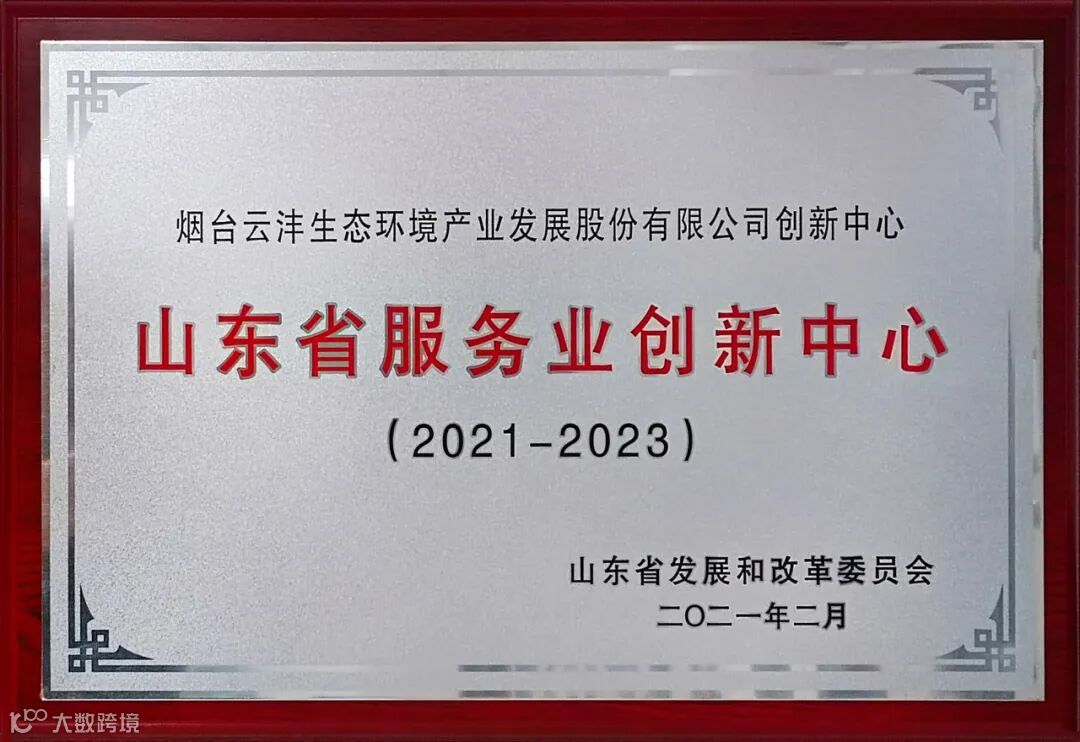 烟台云沣生态环境产业发展股份有限公司创新中心
山东省服务业创新中心
(2021-2023)
山东省发展和改革委员会
二〇二一年二月
大数跨境